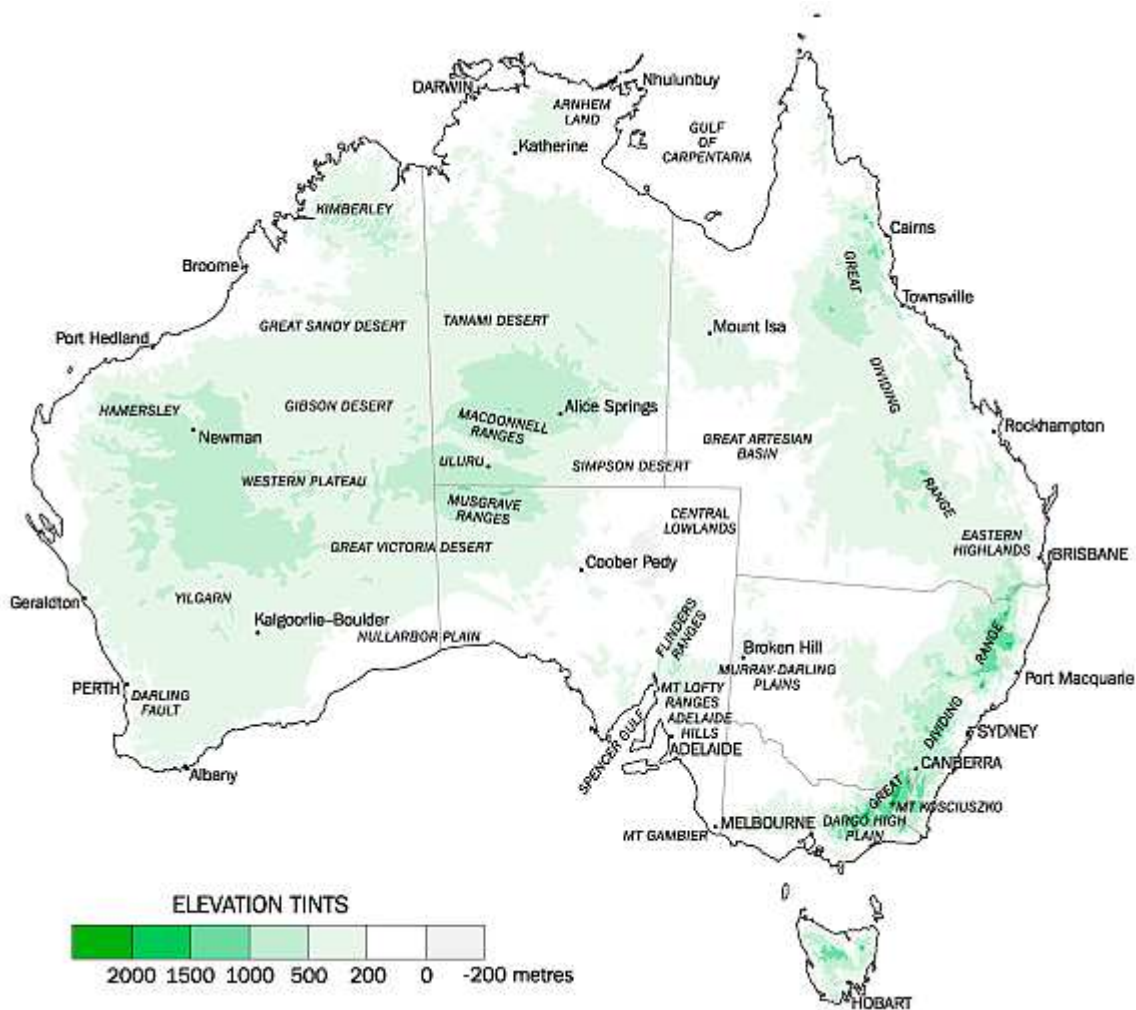 DARWIN
Nhulunbuy
ARNHEM
LAND
GULF
OF
CARPENTARIA
Katherine
KIMBERLEY
Cairns
Broome
GREAT
Townsville
GREAT SANDY DESERT
TANAMI DESERT
Mount Isa
Port Hedland
DIVIDING
HAMERSLEY
GIBSON DESERT
Alice Springs
MACDONNELL
RANGES
Newman
Rockhampton
GREAT ARTESIAN
BASIN
ULURU
SIMPSON DESERT
WESTERN PLATEAU
RANGE
MUSGRAVE
RANGES
CENTRAL
LOWLANDS
EASTERN
HIGHLANDS
GREAT VICTORIA DESERT
BRISBANE
Coober Pedy
Geraldton
YILGARN
Kalgoorlie–Boulder
NULLARBOR PLAIN
FLINDERS
RANGES
Broken Hill
MURRAY-DARLING
PLAINS
RANGE
Port Macquarie
PERTH
DARLING
FAULT
MT LOFTY
RANGES
ADELAIDE
HILLS
ADELAIDE
SPENCER GULF
DIVIDING
SYDNEY
Albany
CANBERRA
GREAT
MT KOSCIUSZKO
DARGO HIGH
PLAIN
MELBOURNE
MT GAMBIER
ELEVATION TINTS
2000 1500 1000 500 200 0 -200 metres
HOBART